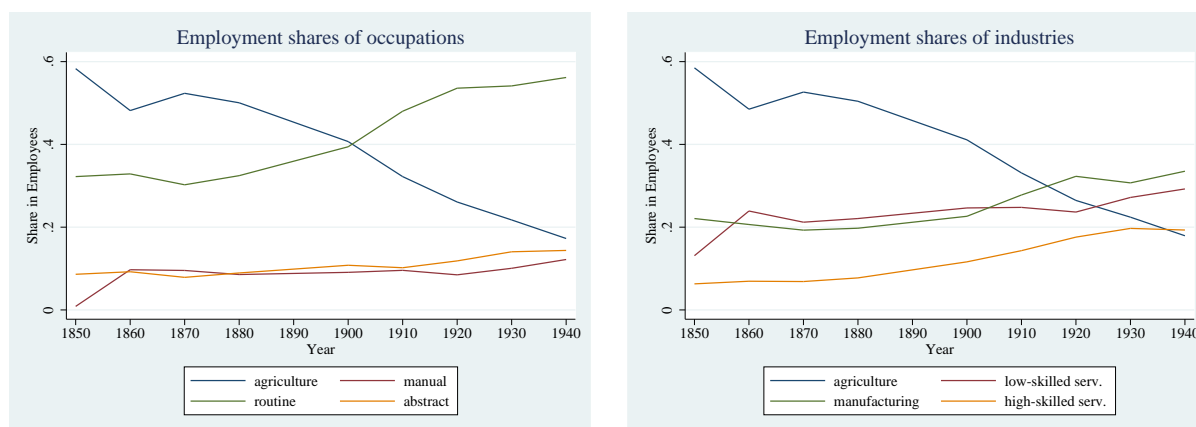 Employment shares of occupations
Share in Employees
.6
.4
.2
0
1850 1860 1870 1880 1890 1900 1910 1920 1930 1940
Year
agriculture manual
routine abstract
Employment shares of industries
Share in Employees
.6
.4
.2
0
1850 1860 1870 1880 1890 1900 1910 1920 1930 1940
Year
agriculture low-skilled serv.
manufacturing high-skilled serv.